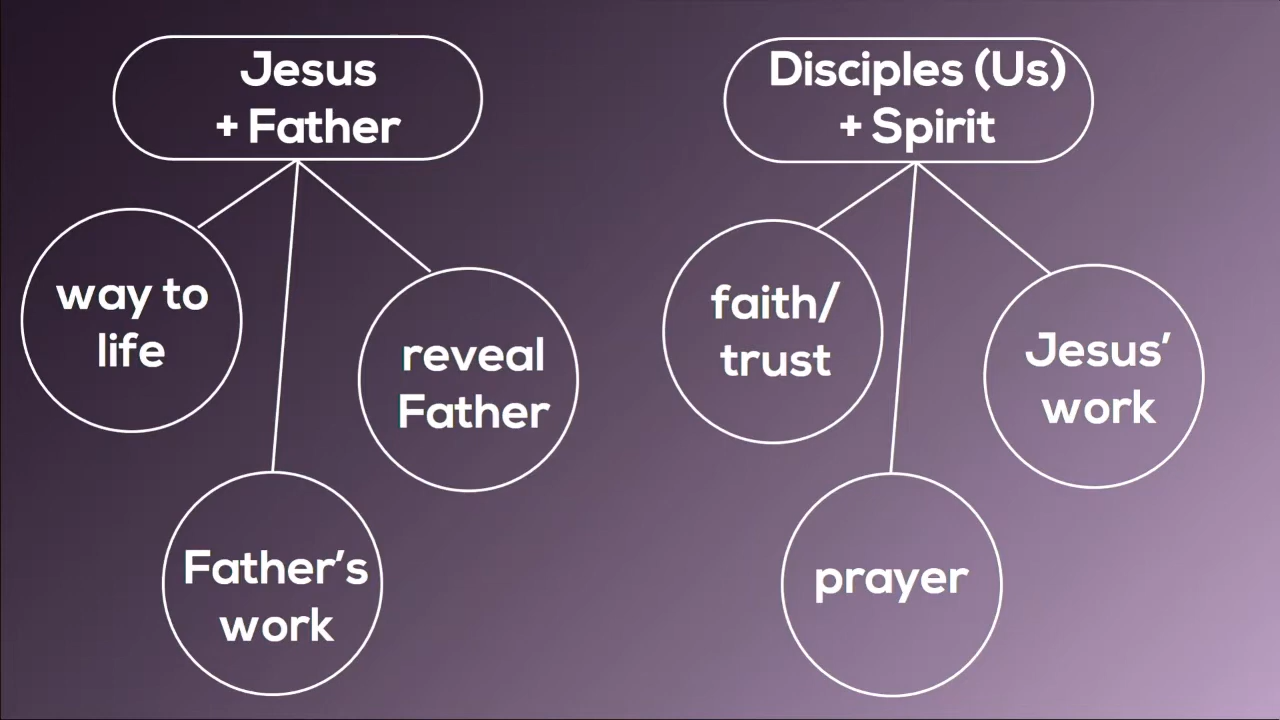 Jesus
+ Father
way to
life
reveal
Father
Father's
work
Disciples (Us)
+ Spirit
faith/
trust
Jesus'
work
prayer